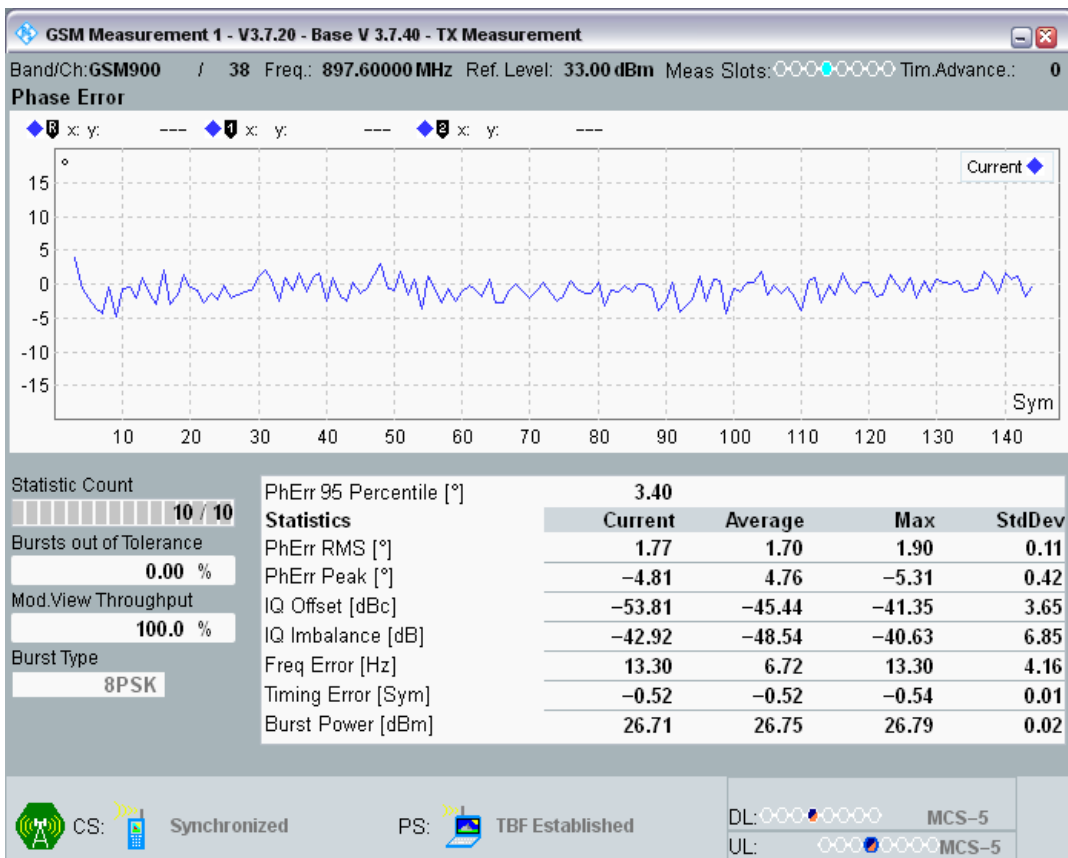 GSM Measurement 1 - V3.7.20 - Base V 3.7.40 - TX Measurement
Band/Ch:GSM900 / 38 Freq.: 897.60000 MHz Ref. Level: 33.00 dBm Meas Slots: Tim.Advance.: 0
Phase Error
R x: y: --- 1 x: y: --- 2 x: y: ---
° Current
15
10
5
0
-5
-10
-15
Sym
10 20 30 40 50 60 70 80 90 100 110 120 130 140
Statistic Count
10 / 10
Bursts out of Tolerance
0.00 %
Mod.View Throughput
100.0 %
Burst Type
8PSK
PhErr 95 Percentile [°] 3.40
Statistics Current Average Max StdDev
PhErr RMS [°] 1.77 1.70 1.90 0.11
PhErr Peak [°] −4.81 4.76 −5.31 0.42
IQ Offset [dBc] −53.81 −45.44 −41.35 3.65
IQ Imbalance [dB] −42.92 −48.54 −40.63 6.85
Freq Error [Hz] 13.30 6.72 13.30 4.16
Timing Error [Sym] −0.52 −0.52 −0.54 0.01
Burst Power [dBm] 26.71 26.75 26.79 0.02
CS: Synchronized PS: TBF Established
DL: MCS−5
UL: MCS−5